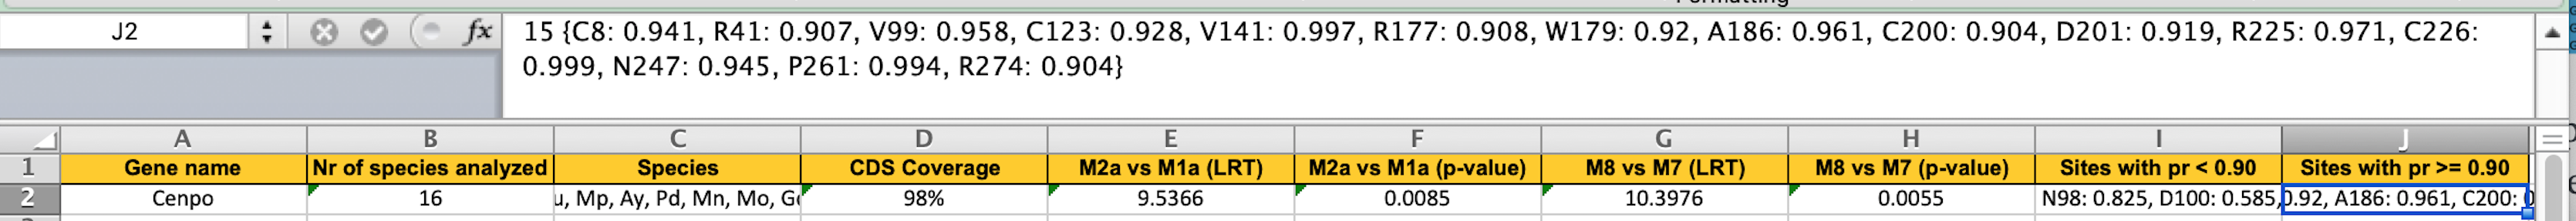 Formatting
J2 fx 15 {C8: 0.941, R41: 0.907, V99: 0.958, C123: 0.928, V141: 0.997, R177: 0.908, W179: 0.92, A186: 0.961, C200: 0.904, D201: 0.919, R225: 0.971, C226:
0.999, N247: 0.945, P261: 0.994, R274: 0.904}
A B C D E F G H I J
1 Gene name Nr of species analyzed Species CDS Coverage M2a vs M1a (LRT) M2a vs M1a (p-value) M8 vs M7 (LRT) M8 vs M7 (p-value) Sites with pr < 0.90 Sites with pr >= 0.90
2 Cenpo 16 u, Mp, Ay, Pd, Mn, Mo, G 98% 9.5366 0.0085 10.3976 0.0055 N98: 0.825, D100: 0.585, 0.92, A186: 0.961, C200: 0